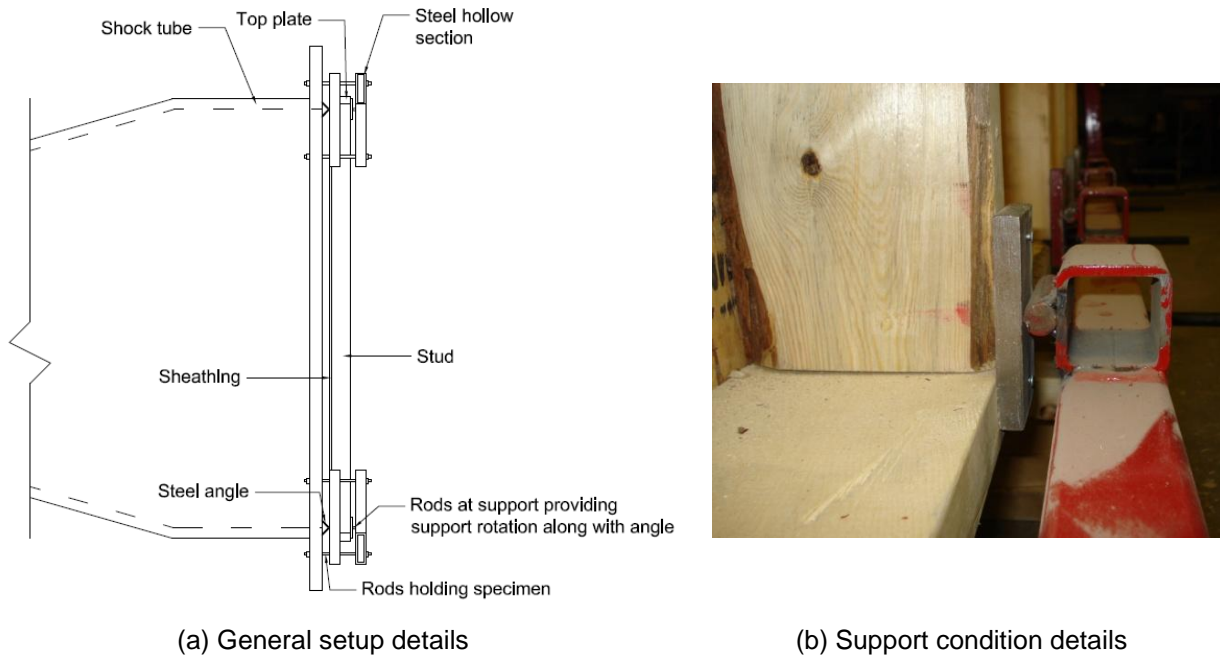 Top plate
Steel hollow
section
Shock tube
Stud
Sheathing
Steel angle
Rods at support providing
support rotation along with angle
Rods holding specimen
(a) General setup details
(b) Support condition details